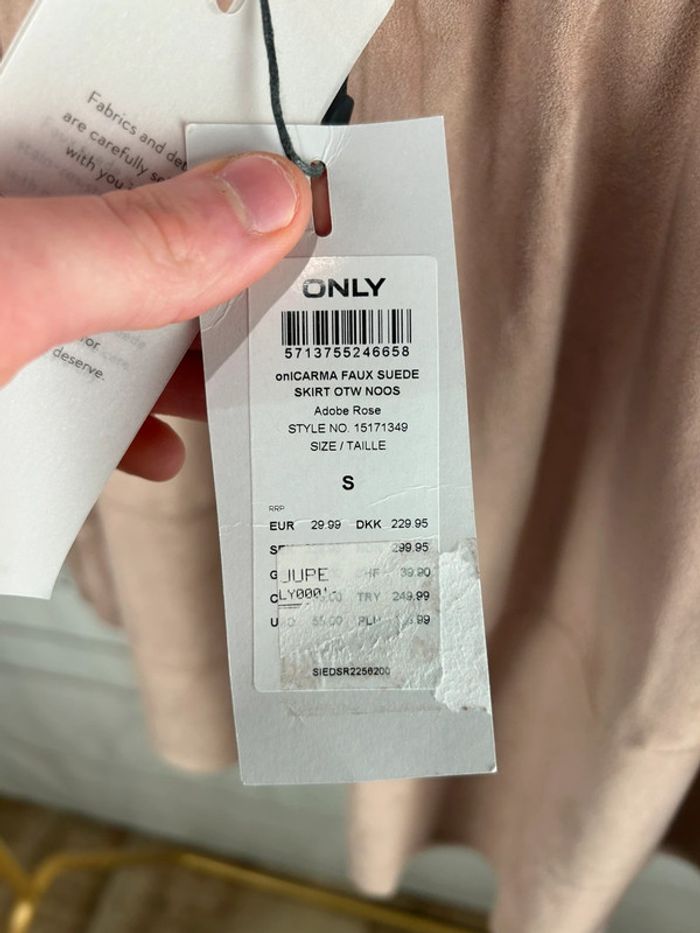 Fabrics and
are carefully
with you
for
deserve.
ONLY
5713755246658
onlCARMA FAUX SUEDE
SKIRT OTW NOOS
Adobe Rose
STYLE NO. 15171349
SIZE / TAILLE
S
RRP
EUR 29.99 DKK 229.95
299.95
JUPE 39.90
TRY 249.99
SIEDSR2256200